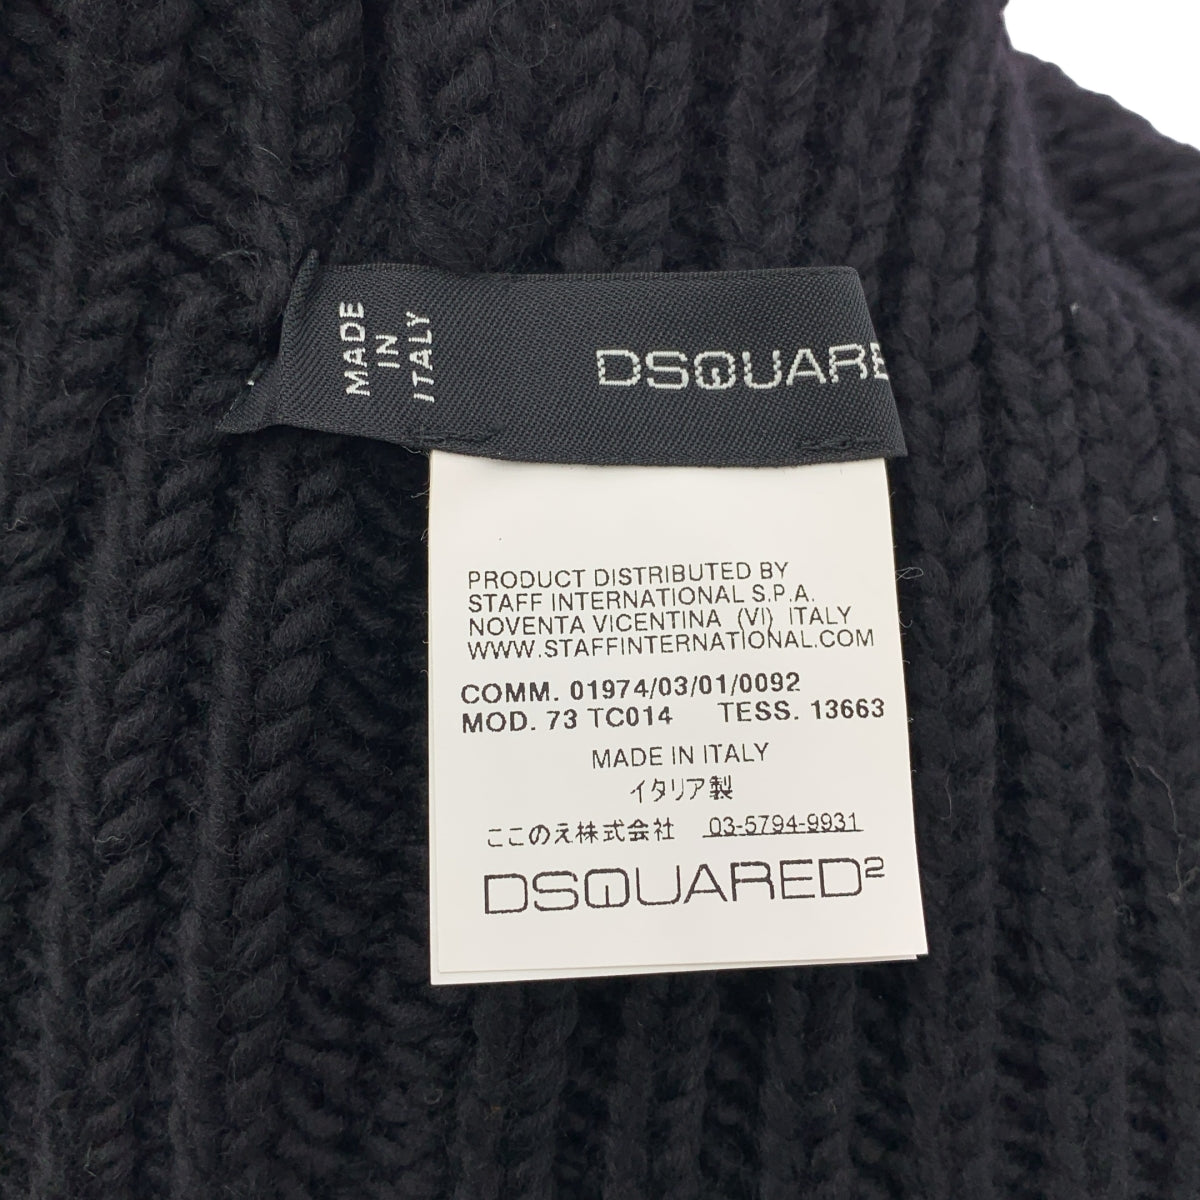 MADE
IN
ITALY
DSQUARE
PRODUCT DISTRIBUTED BY
STAFF INTERNATIONAL S.P.A.
NOVENTA VICENTINA (VI) ITALY
WWW.STAFFINTERNATIONAL.COM
COMM. 01974/03/01/0092
MOD. 73 TC014 TESS. 13663
MADE IN ITALY
イタリア製
ここのえ株式会社 03-5794-9931
DSQUARED2